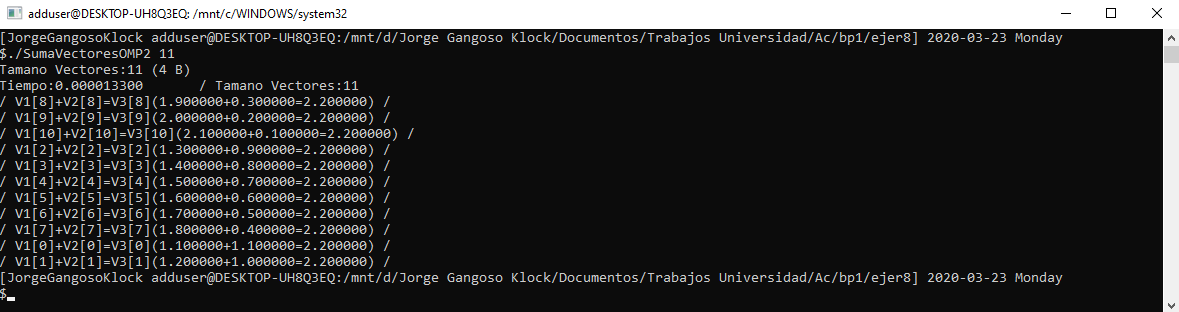 adduser@DESKTOP-UH8Q3EQ: /mnt/c/WINDOWS/system32
[JorgeGangosoKlock adduser@DESKTOP-UH8Q3EQ:/mnt/d/Jorge Gangoso Klock/Documentos/Trabajos Universidad/Ac/bp1/ejer8] 2020-03-23 Monday
$./SumaVectoresOMP2 11
Tamano Vectores:11 (4 B)
Tiempo:0.000013300 / Tamano Vectores:11
/ V1[8]+V2[8]=V3[8](1.900000+0.300000=2.200000) /
/ V1[9]+V2[9]=V3[9](2.000000+0.200000=2.200000) /
/ V1[10]+V2[10]=V3[10](2.100000+0.100000=2.200000) /
/ V1[2]+V2[2]=V3[2](1.300000+0.900000=2.200000) /
/ V1[3]+V2[3]=V3[3](1.400000+0.800000=2.200000) /
/ V1[4]+V2[4]=V3[4](1.500000+0.700000=2.200000) /
/ V1[5]+V2[5]=V3[5](1.600000+0.600000=2.200000) /
/ V1[6]+V2[6]=V3[6](1.700000+0.500000=2.200000) /
/ V1[7]+V2[7]=V3[7](1.800000+0.400000=2.200000) /
/ V1[0]+V2[0]=V3[0](1.100000+1.100000=2.200000) /
/ V1[1]+V2[1]=V3[1](1.200000+1.000000=2.200000) /
[JorgeGangosoKlock adduser@DESKTOP-UH8Q3EQ:/mnt/d/Jorge Gangoso Klock/Documentos/Trabajos Universidad/Ac/bp1/ejer8] 2020-03-23 Monday
$